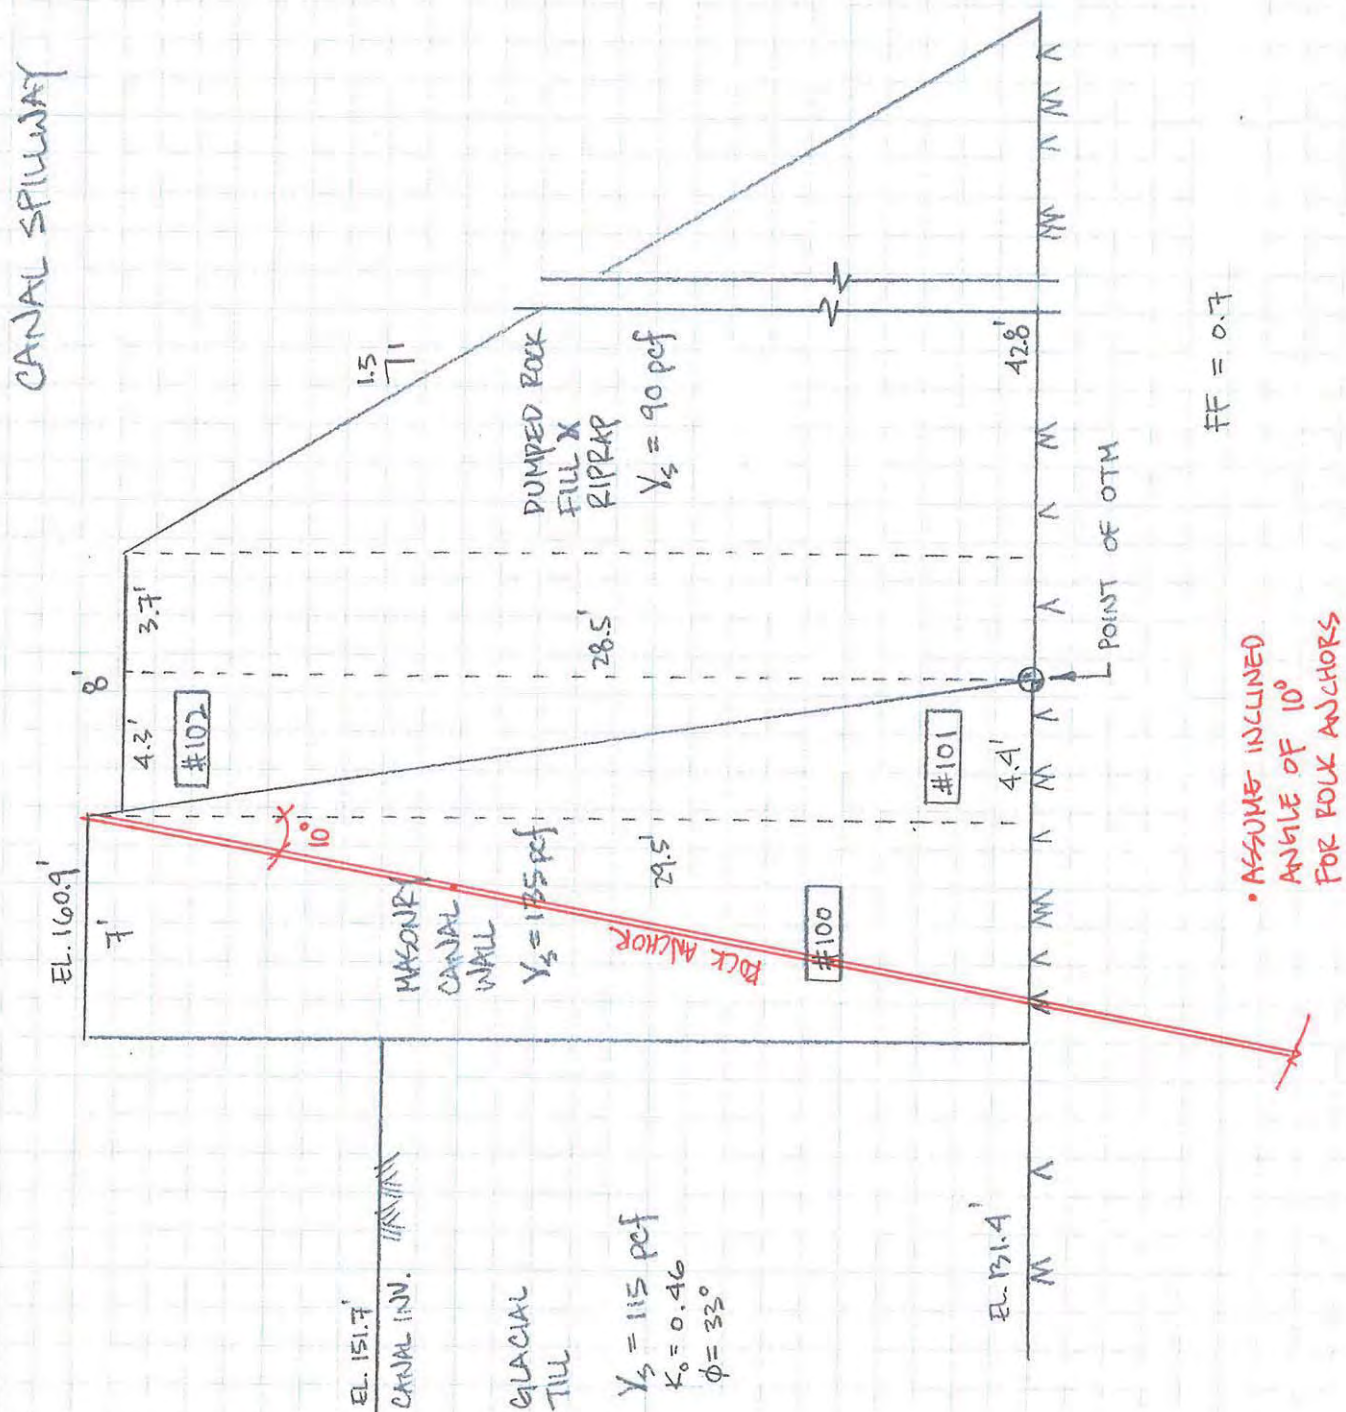 CANAL SPILLWAY
EL. 160.9'
7'
8'
4.3'
3.7'
#102
1.5
1
10°
MASONRY
CANAL
WALL
γs = 135 pcf
29.5'
ROCK ANCHOR
#100
28.5'
#101
4.4'
DUMPED ROCK
FILL X
RIPRAP
γs = 90 pcf
42.8'
EL. 151.7'
CANAL INV.
GLACIAL
TILL
γs = 115 pcf
K₀ = 0.46
φ = 33°
EL. 131.4'
POINT OF OTM
FF = 0.7
• ASSUME INCLINED
ANGLE OF 10°
FOR ROCK ANCHORS